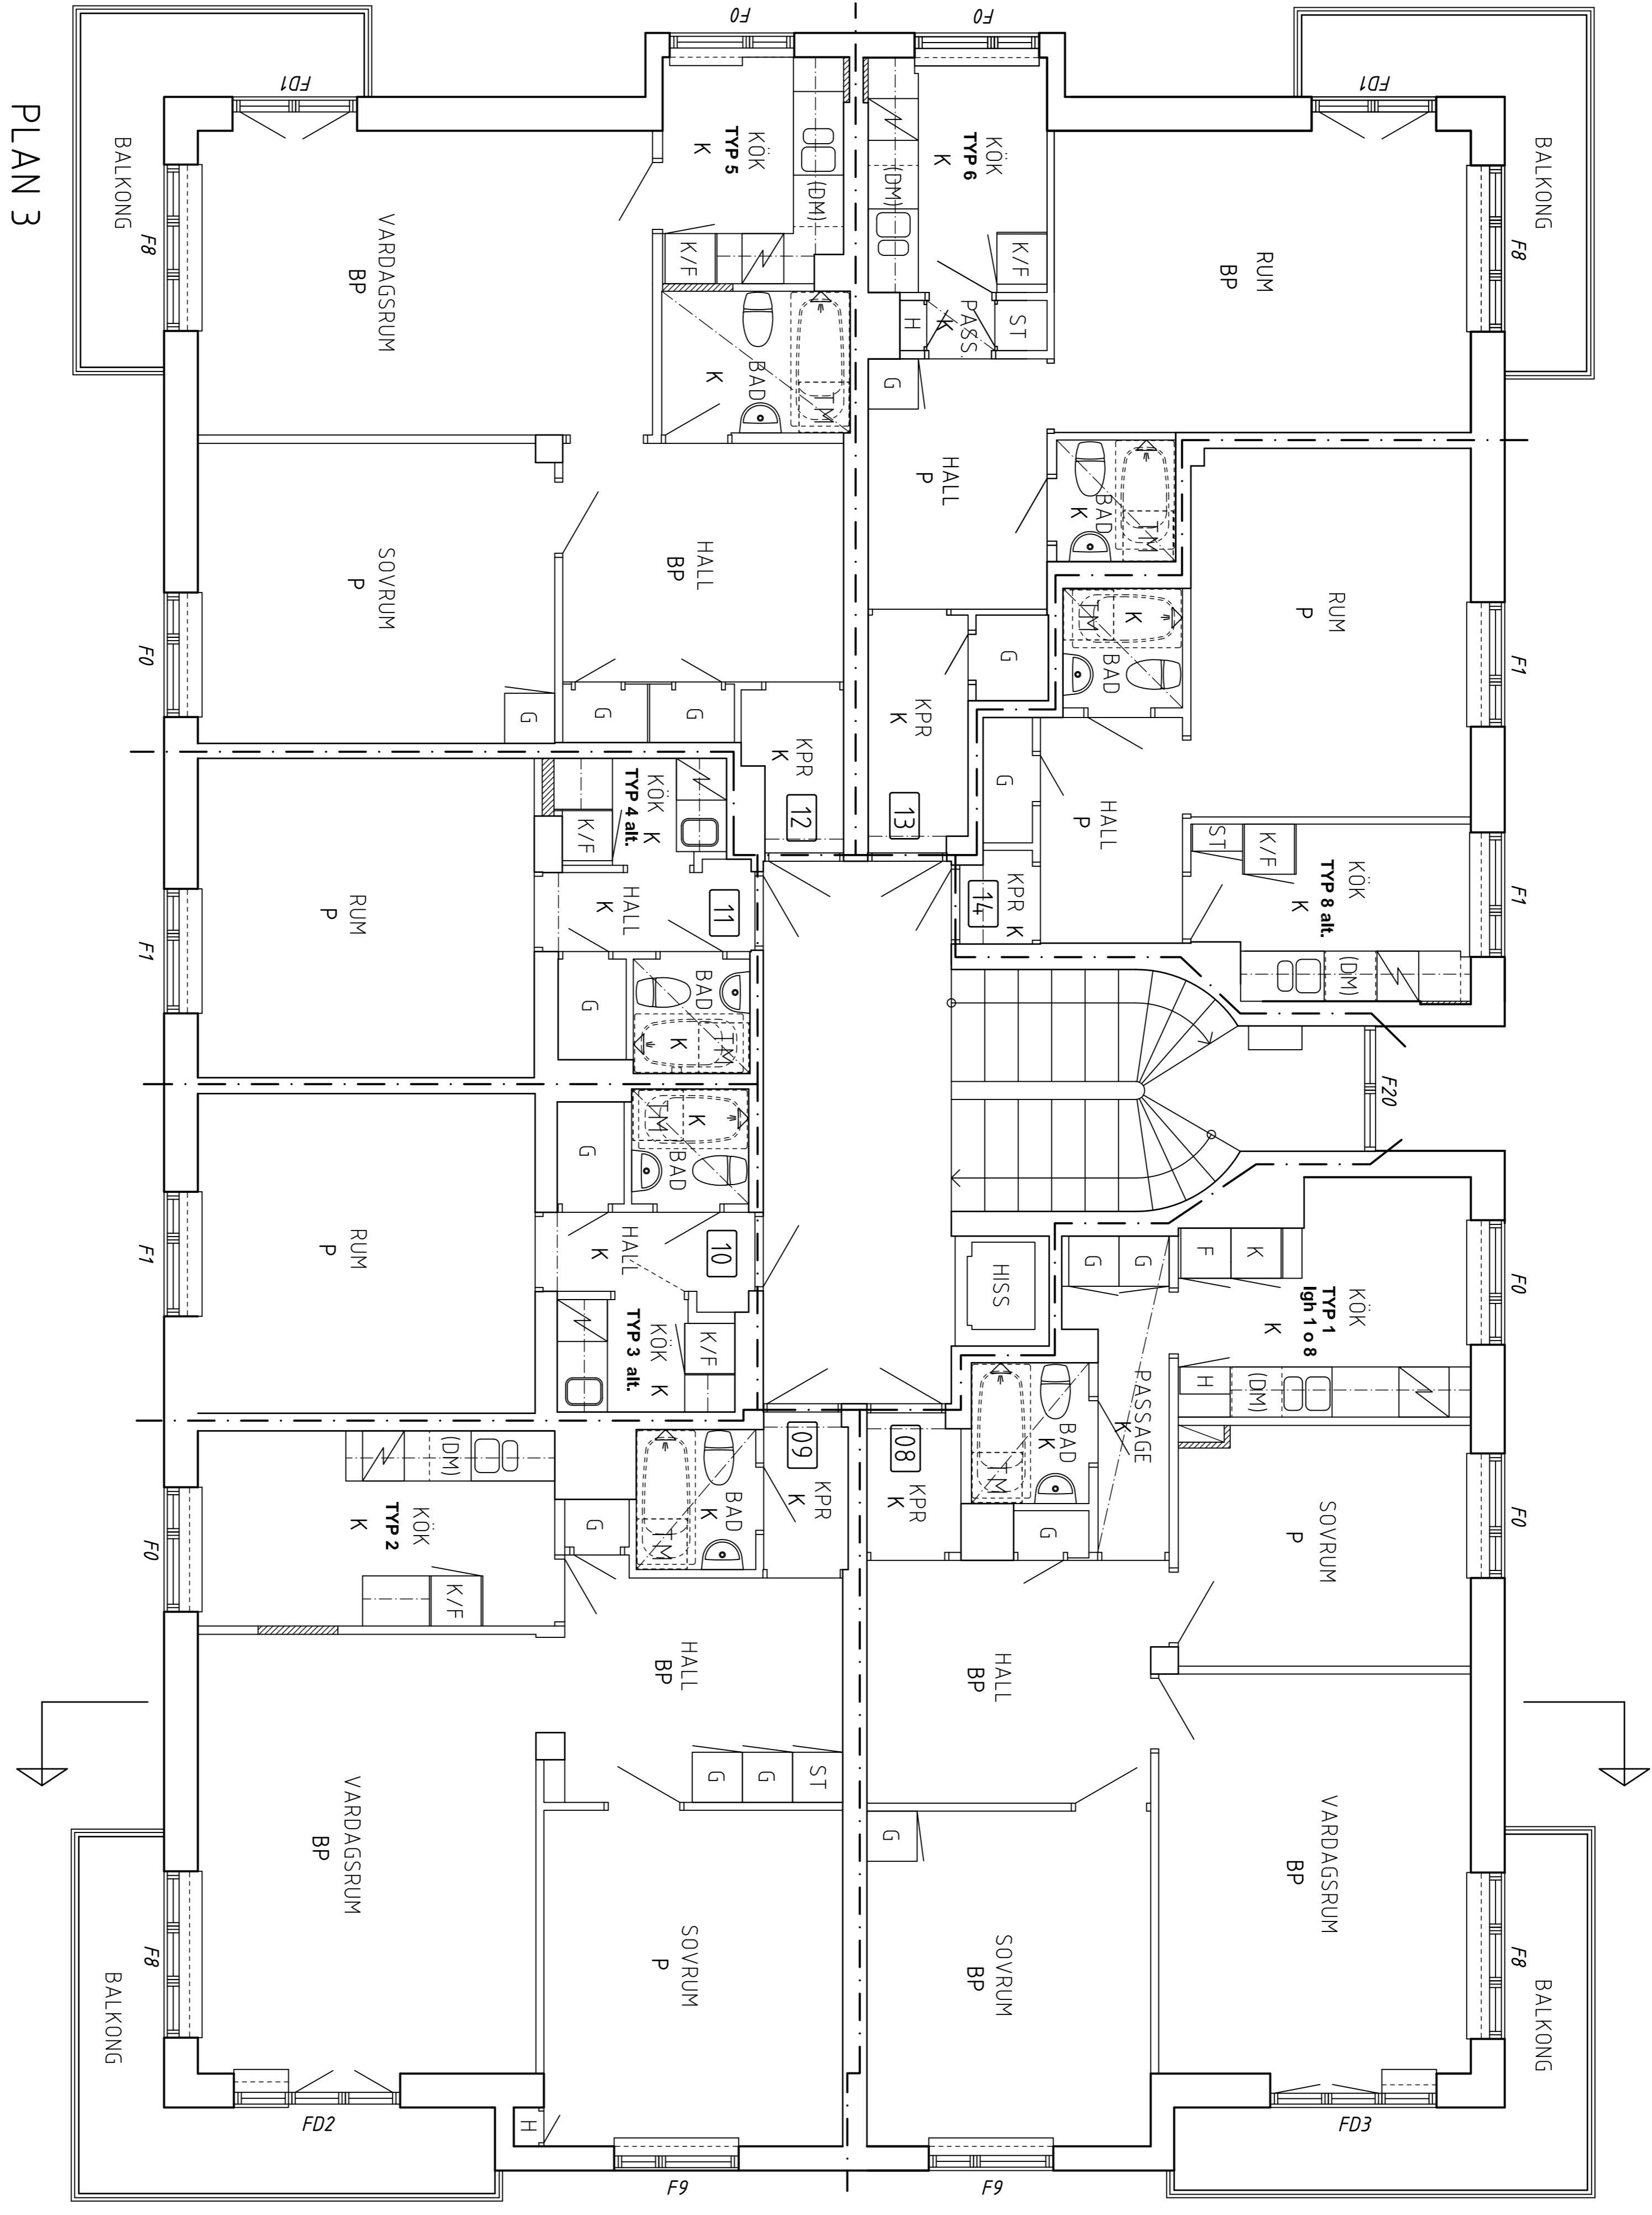 PLAN 3
BALKONG
FD1
F8
VARDAGSRUM
BP
KÖK
TYP 5
K
(DM)
K/F
F0
BAD
K
TM
SOVRUM
P
F0
G
HALL
BP
G
G
KPR
K
12
F0
KÖK
TYP 6
K
(DM)
K/F
PASS.
K
H
ST
G
RUM
BP
FD1
BALKONG
F8
HALL
P
BAD
K
TM
G
KPR
K
13
RUM
P
F1
BAD
K
TM
HALL
P
G
KPR
K
14
KÖK
TYP 8 alt.
K
ST
K/F
(DM)
F1
RUM
P
F1
KÖK
TYP 4 alt.
K
K/F
HALL
K
11
G
BAD
K
TM
RUM
P
F1
G
BAD
K
TM
HALL
K
10
KÖK
TYP 3 alt.
K
K
K/F
F20
HISS
G
G
F
K
KÖK
TYP 1
lgh 1 o 8
K
F0
H
(DM)
PASSAGE
K
BAD
K
TM
G
08
KPR
K
SOVRUM
P
F0
HALL
BP
VARDAGSRUM
BP
F8
BALKONG
FD3
G
SOVRUM
BP
F9
09
KPR
K
BAD
K
TM
G
KÖK
TYP 2
K
(DM)
K/F
F0
HALL
BP
G
G
ST
VARDAGSRUM
BP
F8
BALKONG
FD2
SOVRUM
P
H
F9